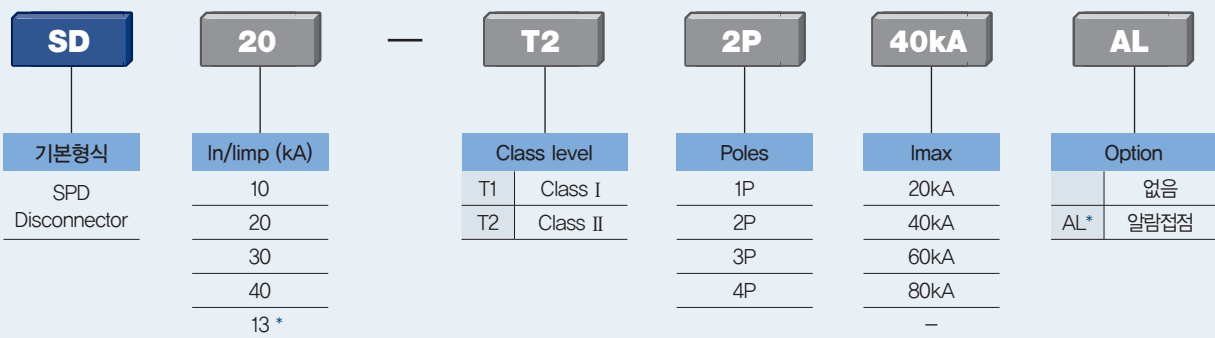 SD 20 — T2 2P 40kA AL
기본형식 In/Iimp (kA) Class level Poles Imax Option
SPD 10 T1 Class Ⅰ 1P 20kA 없음
Disconnector 20 T2 Class Ⅱ 2P 40kA AL* 알람접점
30 3P 60kA
40 4P 80kA
13 * –